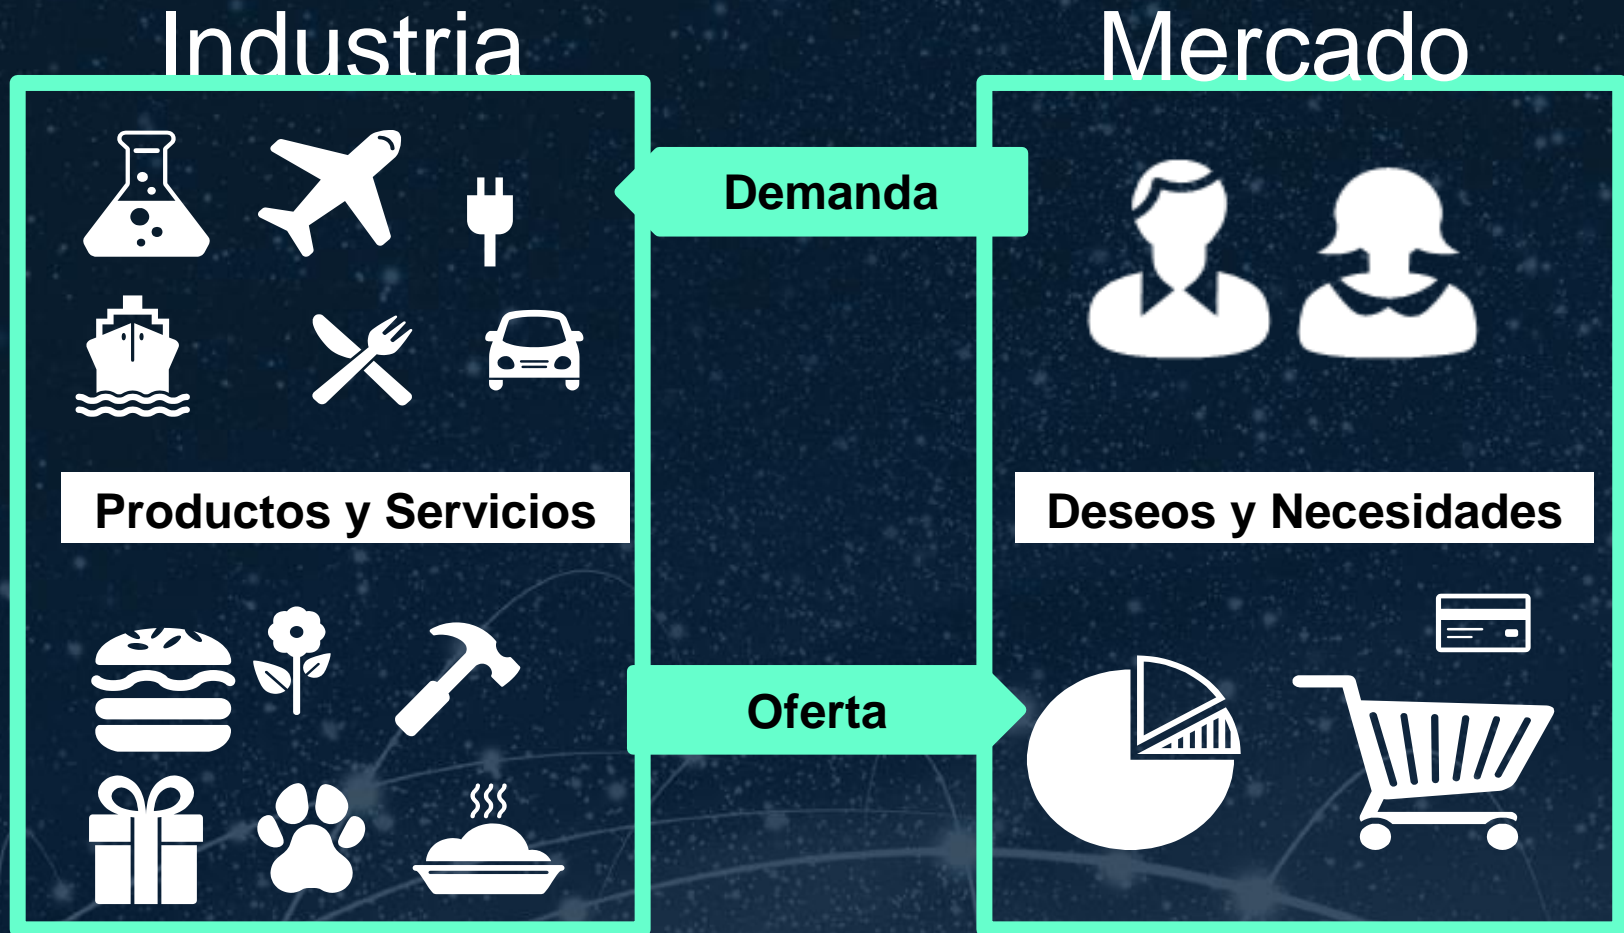 Industria
Mercado
Demanda
Productos y Servicios
Deseos y Necesidades
Oferta